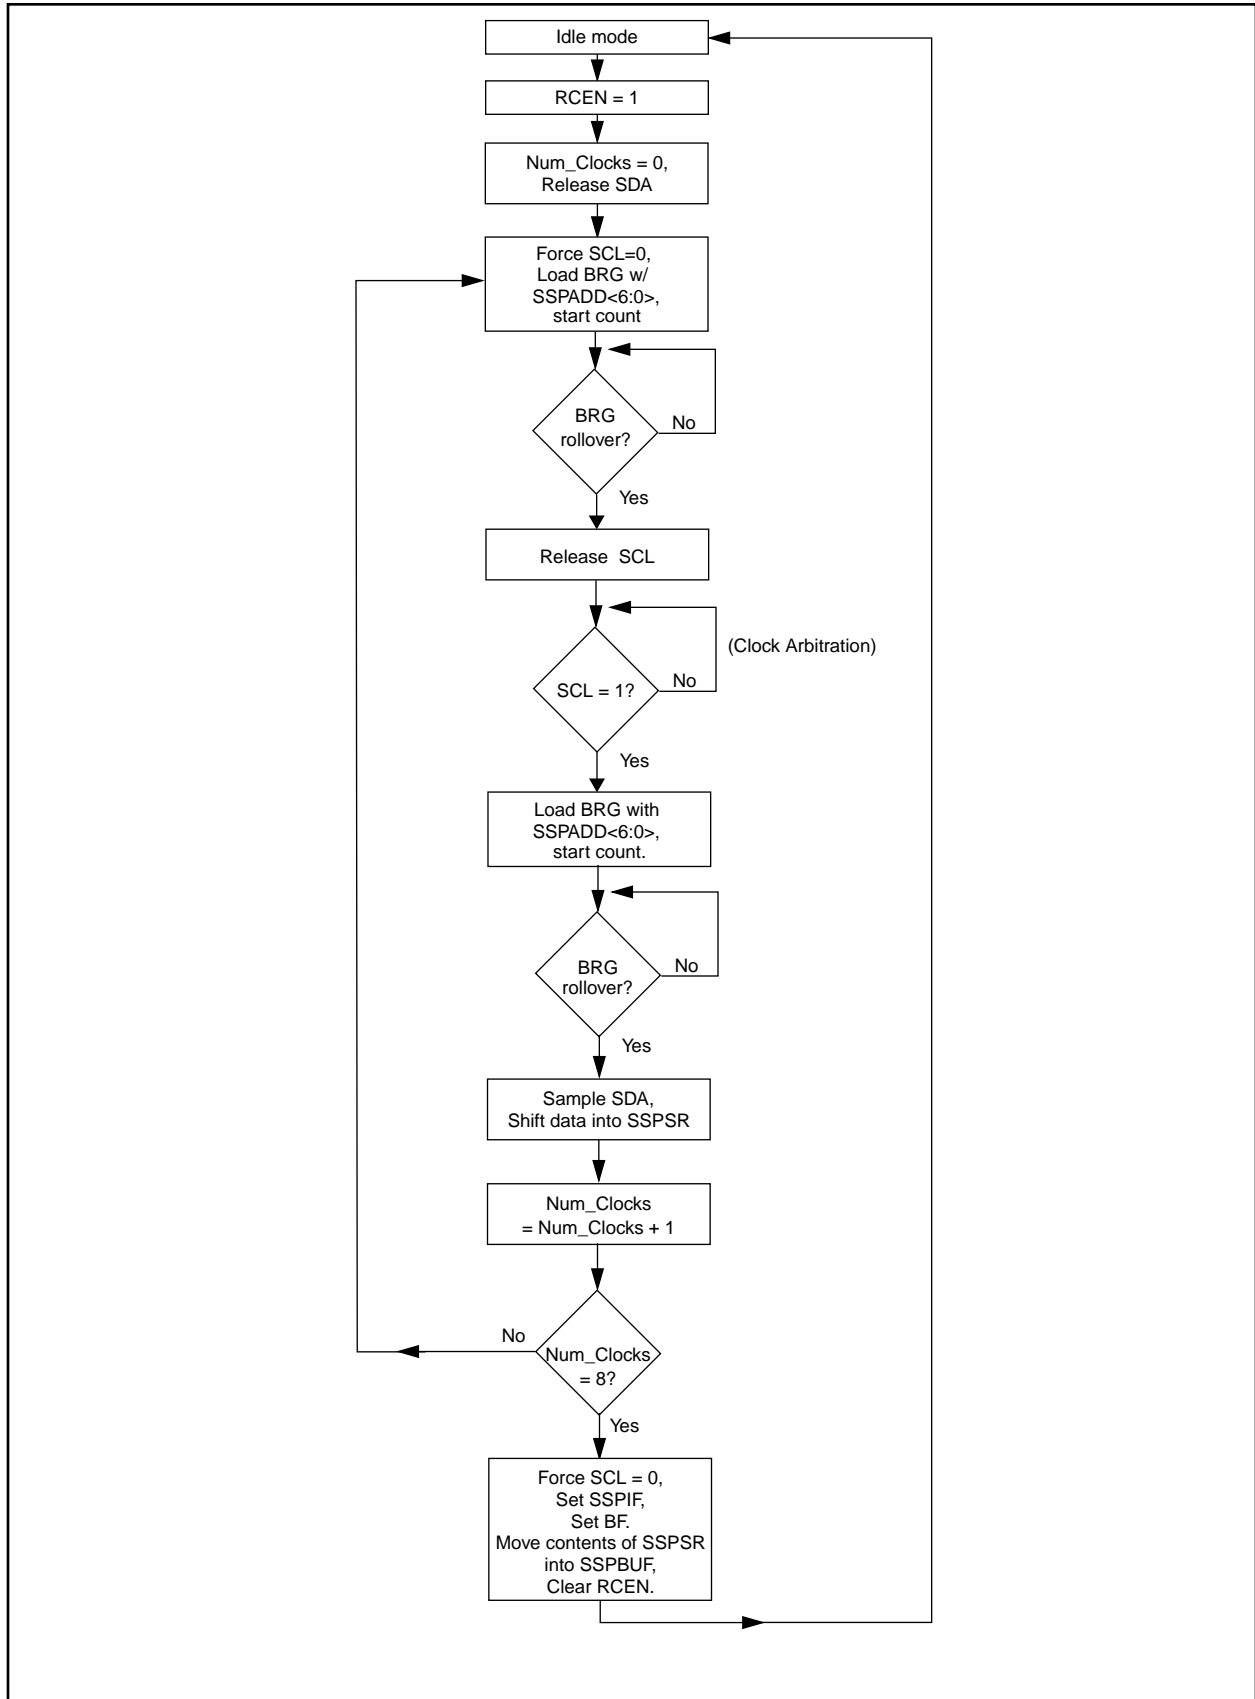 Idle mode
RCEN = 1
Num_Clocks = 0,
Release SDA
Force SCL=0,
Load BRG w/
SSPADD<6:0>,
start count
BRG
rollover?
No
Yes
Release SCL
(Clock Arbitration)
SCL = 1?
No
Yes
Load BRG with
SSPADD<6:0>,
start count.
BRG
rollover?
No
Yes
Sample SDA,
Shift data into SSPSR
Num_Clocks
= Num_Clocks + 1
No
Num_Clocks
= 8?
Yes
Force SCL = 0,
Set SSPIF,
Set BF.
Move contents of SSPSR
into SSPBUF,
Clear RCEN.